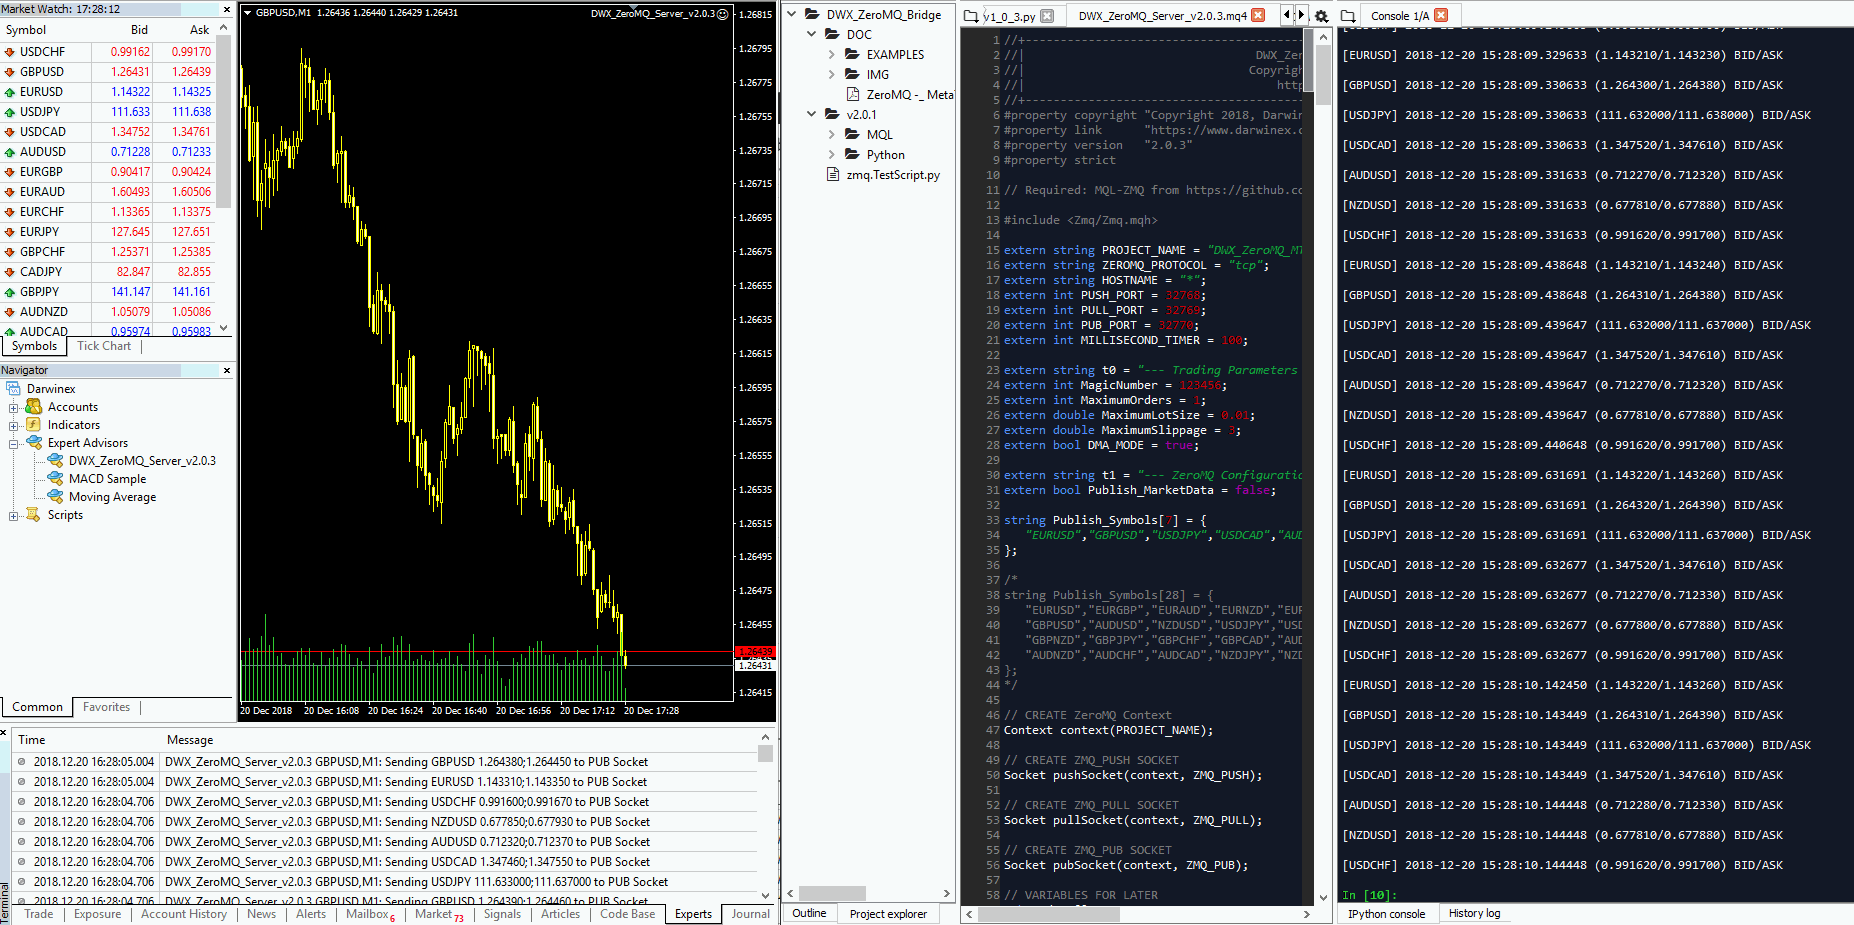 Market Watch: 17:28:12
Symbol Bid Ask
USDCHF 0.99162 0.99170
GBPUSD 1.26431 1.26439
EURUSD 1.14322 1.14325
USDJPY 111.633 111.638
USDCAD 1.34752 1.34761
AUDUSD 0.71228 0.71233
EURGBP 0.90417 0.90424
EURAUD 1.60493 1.60506
EURCHF 1.13365 1.13375
EURJPY 127.645 127.651
GBPCHF 1.25371 1.25385
CADJPY 82.847 82.855
GBPJPY 141.147 141.161
AUDNZD 1.05079 1.05086
AUDCAD 0.95974 0.95983
Symbols Tick Chart
Navigator
Darwinex
Accounts
Indicators
Expert Advisors
DWX_ZeroMQ_Server_v2.0.3
MACD Sample
Moving Average
Scripts
Common Favorites
GBPUSD,M1 1.26436 1.26440 1.26429 1.26431
DWX_ZeroMQ_Server_v2.0.3
1.26815
1.26795
1.26775
1.26755
1.26735
1.26715
1.26695
1.26675
1.26655
1.26635
1.26615
1.26595
1.26575
1.26555
1.26535
1.26515
1.26495
1.26475
1.26455
1.26439
1.26431
1.26415
20 Dec 2018 20 Dec 16:08 20 Dec 16:24 20 Dec 16:40 20 Dec 16:56 20 Dec 17:12 20 Dec 17:28
Time Message
2018.12.20 16:28:05.004 DWX_ZeroMQ_Server_v2.0.3 GBPUSD,M1: Sending GBPUSD 1.264380;1.264450 to PUB Socket
2018.12.20 16:28:05.004 DWX_ZeroMQ_Server_v2.0.3 GBPUSD,M1: Sending EURUSD 1.143310;1.143350 to PUB Socket
2018.12.20 16:28:04.706 DWX_ZeroMQ_Server_v2.0.3 GBPUSD,M1: Sending USDCHF 0.991600;0.991670 to PUB Socket
2018.12.20 16:28:04.706 DWX_ZeroMQ_Server_v2.0.3 GBPUSD,M1: Sending NZDUSD 0.677850;0.677930 to PUB Socket
2018.12.20 16:28:04.706 DWX_ZeroMQ_Server_v2.0.3 GBPUSD,M1: Sending AUDUSD 0.712320;0.712370 to PUB Socket
2018.12.20 16:28:04.706 DWX_ZeroMQ_Server_v2.0.3 GBPUSD,M1: Sending USDCAD 1.347460;1.347550 to PUB Socket
2018.12.20 16:28:04.706 DWX_ZeroMQ_Server_v2.0.3 GBPUSD,M1: Sending USDJPY 111.633000;111.637000 to PUB Socket
2018.12.20 16:28:04.706 DWX_ZeroMQ_Server_v2.0.3 GBPUSD,M1: Sending GBPUSD 1.264390;1.264460 to PUB Socket
Terminal
Trade Exposure Account History News Alerts Mailbox 6 Market 73 Signals Articles Code Base Experts Journal
DWX_ZeroMQ_Bridge
DOC
EXAMPLES
IMG
ZeroMQ -_ Meta
v2.0.1
MQL
Python
zmq.TestScript.py
Outline Project explorer
v1_0_3.py DWX_ZeroMQ_Server_v2.0.3.mq4
1 //+---------------------------------------
2 //| DWX_Zer
3 //| Copyrigh
4 //| http
5 //+---------------------------------------
6 #property copyright "Copyright 2018, Darwin
7 #property link "https://www.darwinex.c
8 #property version "2.0.3"
9 #property strict
10
11 // Required: MQL-ZMQ from https://github.cc
12
13 #include <Zmq/Zmq.mqh>
14
15 extern string PROJECT_NAME = "DWX_ZeroMQ_MT
16 extern string ZEROMQ_PROTOCOL = "tcp";
17 extern string HOSTNAME = "*";
18 extern int PUSH_PORT = 32768;
19 extern int PULL_PORT = 32769;
20 extern int PUB_PORT = 32770;
21 extern int MILLISECOND_TIMER = 100;
22
23 extern string t0 = "--- Trading Parameters
24 extern int MagicNumber = 123456;
25 extern int MaximumOrders = 1;
26 extern double MaximumLotSize = 0.01;
27 extern double MaximumSlippage = 3;
28 extern bool DMA_MODE = true;
29
30 extern string t1 = "--- ZeroMQ Configuratio
31 extern bool Publish_MarketData = false;
32
33 string Publish_Symbols[7] = {
34 "EURUSD","GBPUSD","USDJPY","USDCAD","AUD
35 };
36
37 /*
38 string Publish_Symbols[28] = {
39 "EURUSD","EURGBP","EURAUD","EURNZD","EUR
40 "GBPUSD","AUDUSD","NZDUSD","USDJPY","USD
41 "GBPNZD","GBPJPY","GBPCHF","GBPCAD","AUD
42 "AUDNZD","AUDCHF","AUDCAD","NZDJPY","NZD
43 };
44 */
45
46 // CREATE ZeroMQ Context
47 Context context(PROJECT_NAME);
48
49 // CREATE ZMQ_PUSH SOCKET
50 Socket pushSocket(context, ZMQ_PUSH);
51
52 // CREATE ZMQ_PULL SOCKET
53 Socket pullSocket(context, ZMQ_PULL);
54
55 // CREATE ZMQ_PUB SOCKET
56 Socket pubSocket(context, ZMQ_PUB);
57
58 // VARIABLES FOR LATER
Console 1/A
[EURUSD] 2018-12-20 15:28:09.329633 (1.143210/1.143230) BID/ASK
[GBPUSD] 2018-12-20 15:28:09.330633 (1.264300/1.264380) BID/ASK
[USDJPY] 2018-12-20 15:28:09.330633 (111.632000/111.638000) BID/ASK
[USDCAD] 2018-12-20 15:28:09.330633 (1.347520/1.347610) BID/ASK
[AUDUSD] 2018-12-20 15:28:09.331633 (0.712270/0.712320) BID/ASK
[NZDUSD] 2018-12-20 15:28:09.331633 (0.677810/0.677880) BID/ASK
[USDCHF] 2018-12-20 15:28:09.331633 (0.991620/0.991700) BID/ASK
[EURUSD] 2018-12-20 15:28:09.438648 (1.143210/1.143240) BID/ASK
[GBPUSD] 2018-12-20 15:28:09.438648 (1.264310/1.264380) BID/ASK
[USDJPY] 2018-12-20 15:28:09.439647 (111.632000/111.637000) BID/ASK
[USDCAD] 2018-12-20 15:28:09.439647 (1.347520/1.347610) BID/ASK
[AUDUSD] 2018-12-20 15:28:09.439647 (0.712270/0.712320) BID/ASK
[NZDUSD] 2018-12-20 15:28:09.439647 (0.677810/0.677880) BID/ASK
[USDCHF] 2018-12-20 15:28:09.440648 (0.991620/0.991700) BID/ASK
[EURUSD] 2018-12-20 15:28:09.631691 (1.143220/1.143260) BID/ASK
[GBPUSD] 2018-12-20 15:28:09.631691 (1.264320/1.264390) BID/ASK
[USDJPY] 2018-12-20 15:28:09.631691 (111.632000/111.637000) BID/ASK
[USDCAD] 2018-12-20 15:28:09.632677 (1.347520/1.347610) BID/ASK
[AUDUSD] 2018-12-20 15:28:09.632677 (0.712270/0.712330) BID/ASK
[NZDUSD] 2018-12-20 15:28:09.632677 (0.677800/0.677880) BID/ASK
[USDCHF] 2018-12-20 15:28:09.632677 (0.991620/0.991700) BID/ASK
[EURUSD] 2018-12-20 15:28:10.142450 (1.143220/1.143260) BID/ASK
[GBPUSD] 2018-12-20 15:28:10.143449 (1.264310/1.264390) BID/ASK
[USDJPY] 2018-12-20 15:28:10.143449 (111.632000/111.637000) BID/ASK
[USDCAD] 2018-12-20 15:28:10.143449 (1.347520/1.347610) BID/ASK
[AUDUSD] 2018-12-20 15:28:10.144448 (0.712280/0.712330) BID/ASK
[NZDUSD] 2018-12-20 15:28:10.144448 (0.677810/0.677880) BID/ASK
[USDCHF] 2018-12-20 15:28:10.144448 (0.991620/0.991700) BID/ASK
In [10]:
IPython console History log